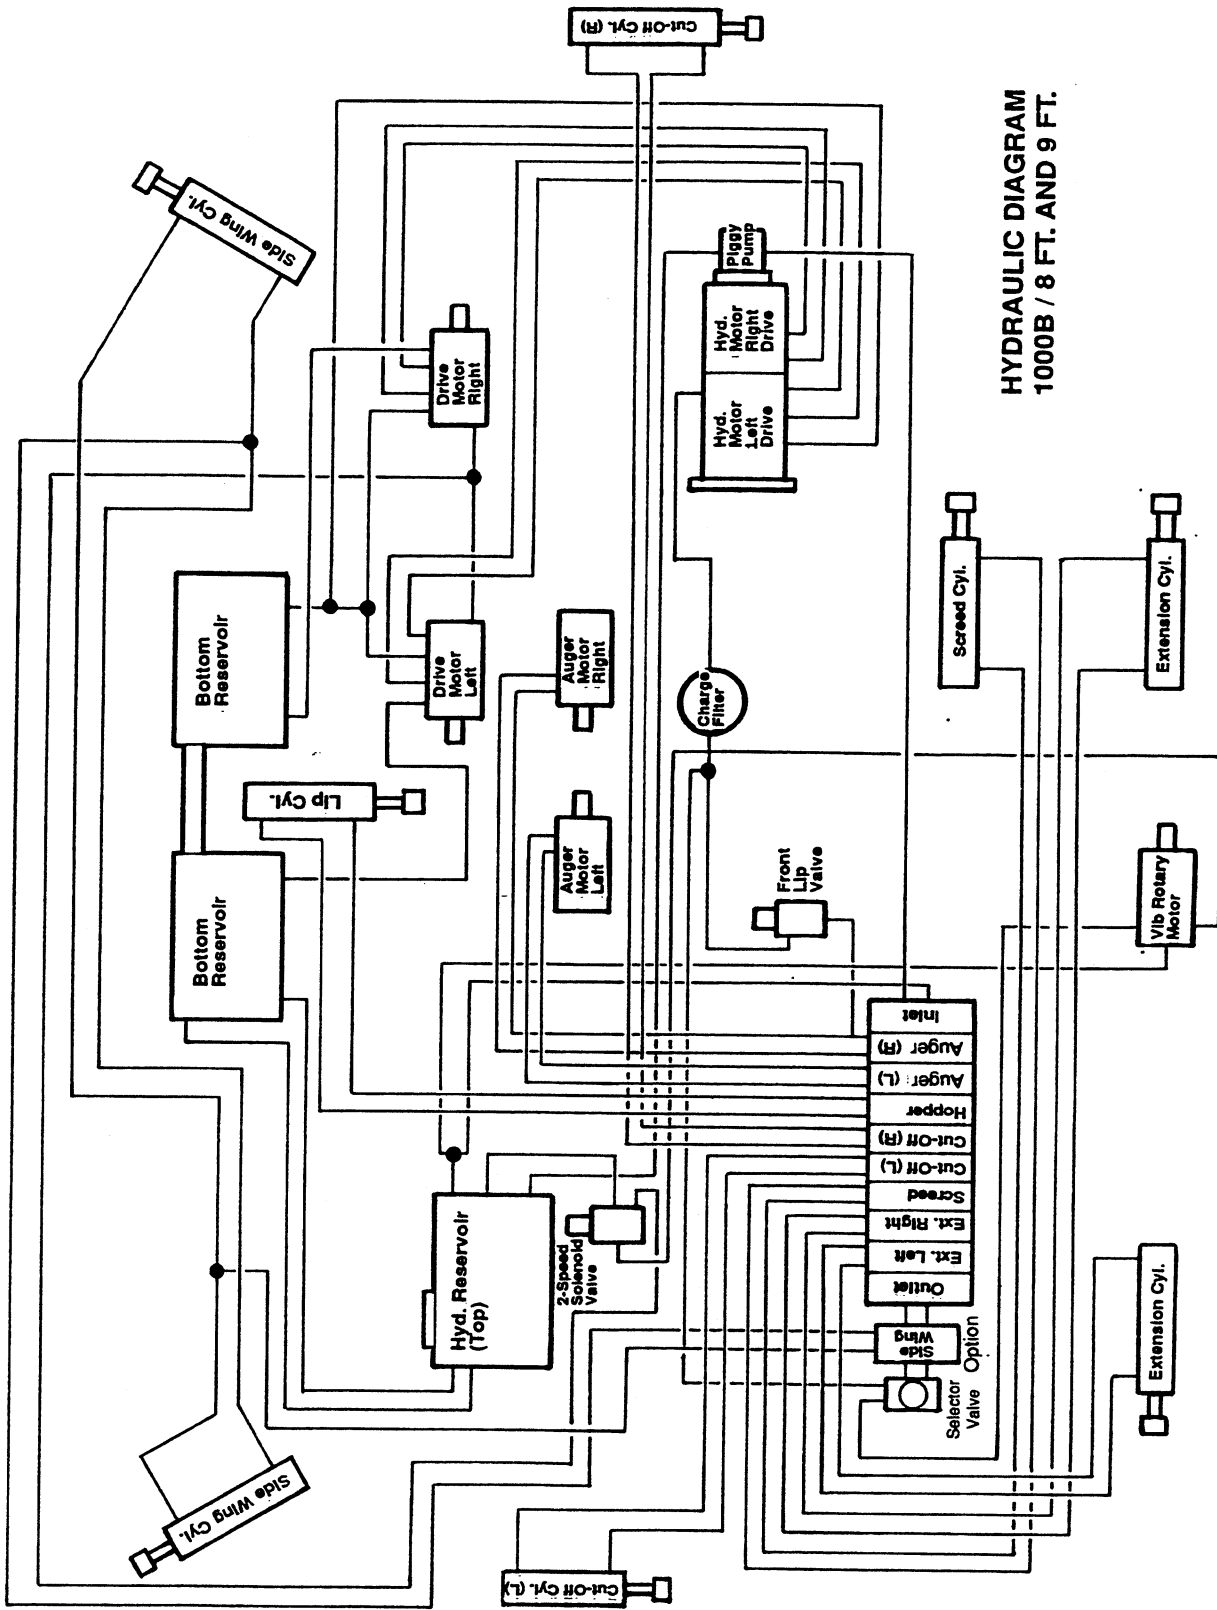 HYDRAULIC DIAGRAM
1000B / 8 FT. AND 9 FT.
Cut-Off Cyl. (R)
Side Wing Cyl.
Piggy
Pump
Hyd.
Motor
Right
Drive
Hyd.
Motor
Left
Drive
Drive
Motor
Right
Drive
Motor
Left
Bottom
Reservoir
Bottom
Reservoir
Lip Cyl.
Auger
Motor
Right
Auger
Motor
Left
Charge
Filter
Screed Cyl.
Extension Cyl.
Front
Lip
Valve
Vib Rotary
Motor
Inlet
Auger (R)
Auger (L)
Hopper
Cut-Off (R)
Cut-Off (L)
Screed
Ext. Right
Ext. Left
Outlet
Side
Wing
Option
Selector
Valve
Hyd. Reservoir
(Top)
2-Speed
Solenoid
Valve
Side Wing Cyl.
Cut-Off Cyl. (L)
Extension Cyl.